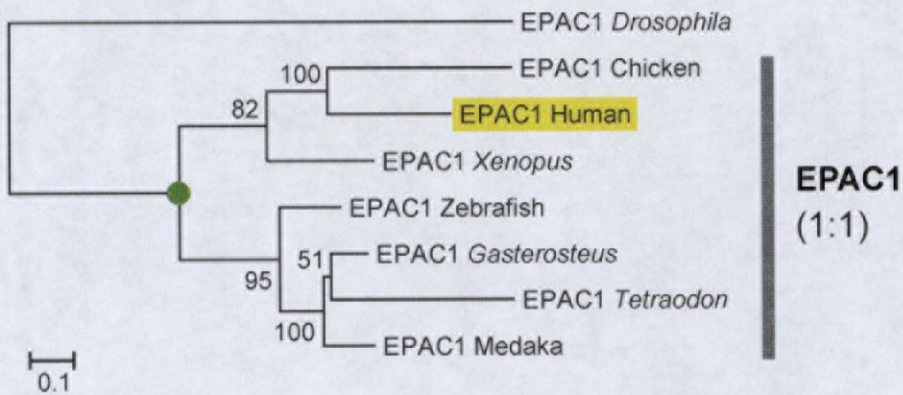 EPAC1 Drosophila
EPAC1 Chicken
100
EPAC1 Human
82
EPAC1 Xenopus
EPAC1
(1:1)
EPAC1 Zebrafish
51
EPAC1 Gasterosteus
95
EPAC1 Tetraodon
100
EPAC1 Medaka
0.1